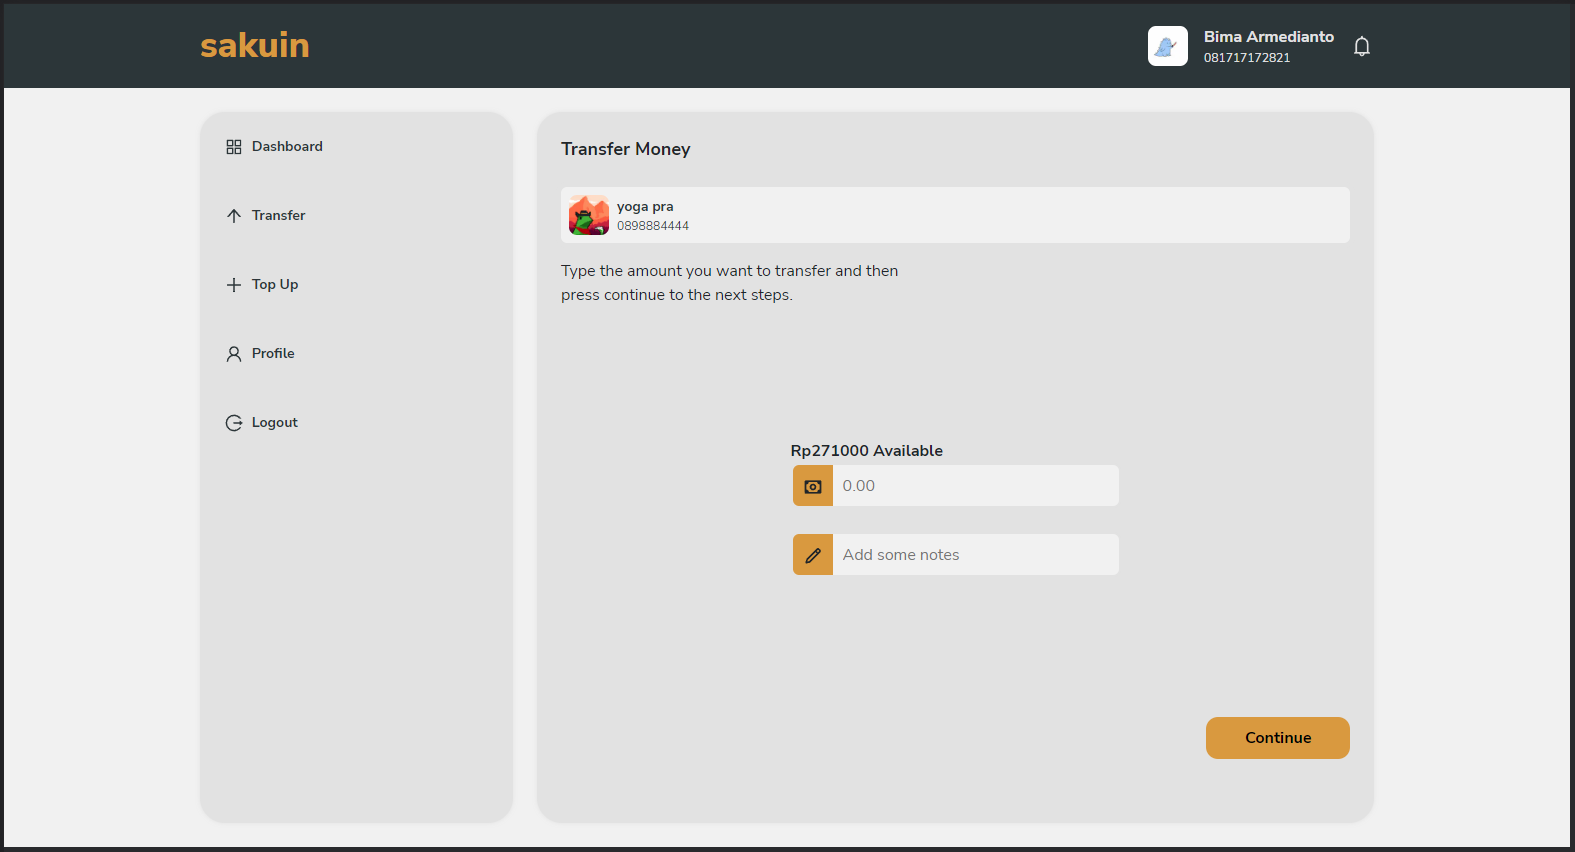 sakuin
Bima Armedianto
081717172821
Dashboard
Transfer
Top Up
Profile
Logout
Transfer Money
yoga pra
0898884444
Type the amount you want to transfer and then
press continue to the next steps.
Rp271000 Available
0.00
Add some notes
Continue